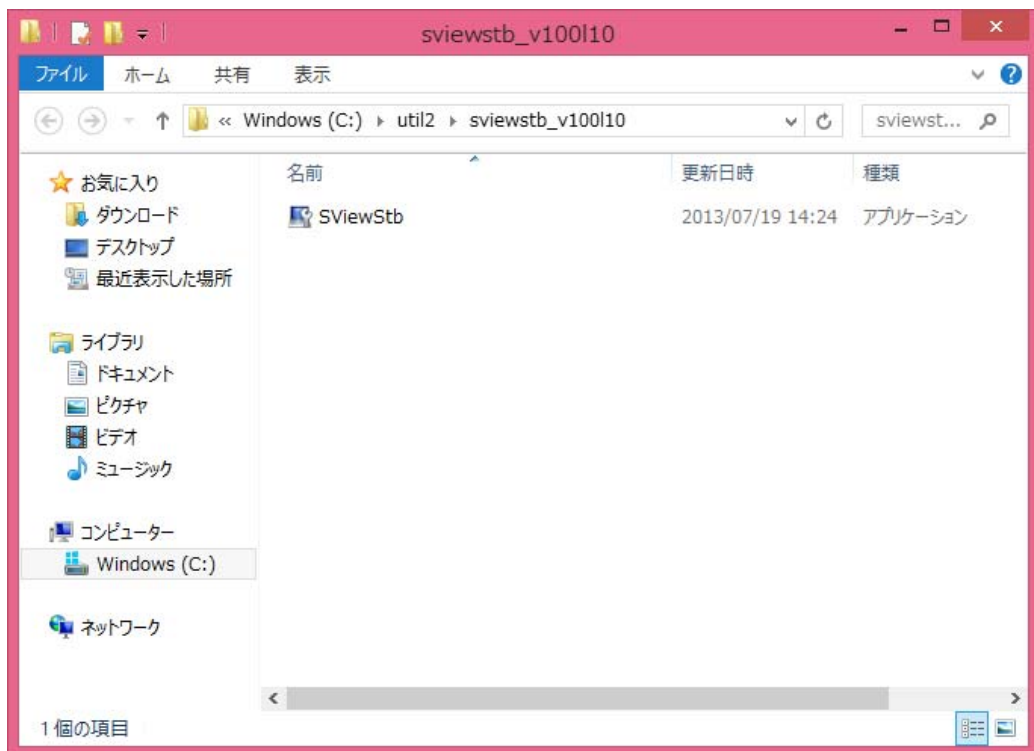 sviewstb_v100l10
ファイル ホーム 共有 表示
« Windows (C:) util2 sviewstb_v100l10 sviewst...
お気に入り
ダウンロード
デスクトップ
最近表示した場所
ライブラリ
ドキュメント
ピクチャ
ビデオ
ミュージック
コンピューター
Windows (C:)
ネットワーク
名前 更新日時 種類
SViewStb 2013/07/19 14:24 アプリケーション
1個の項目